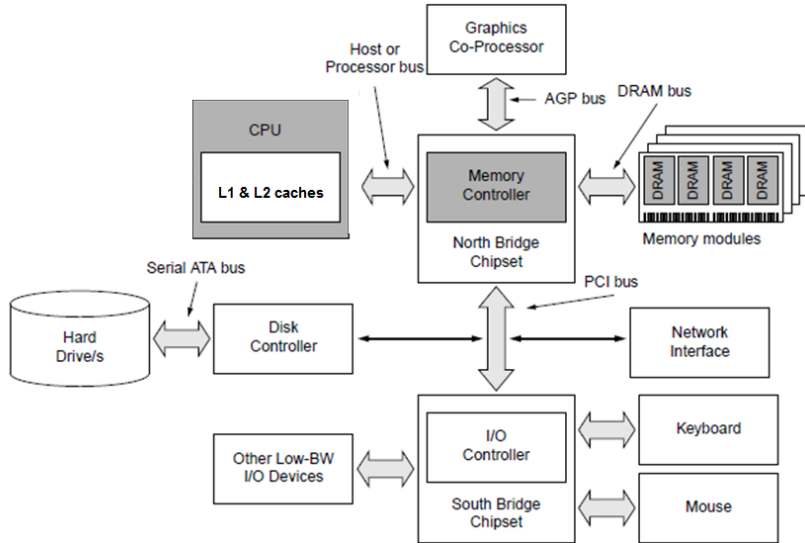 Graphics
Co-Processor
Host or
Processor bus
AGP bus
DRAM bus
CPU
L1 & L2 caches
Memory
Controller
North Bridge
Chipset
DRAM
DRAM
DRAM
DRAM
Memory modules
Serial ATA bus
PCI bus
Hard
Drive/s
Disk
Controller
Network
Interface
Other Low-BW
I/O Devices
I/O
Controller
South Bridge
Chipset
Keyboard
Mouse